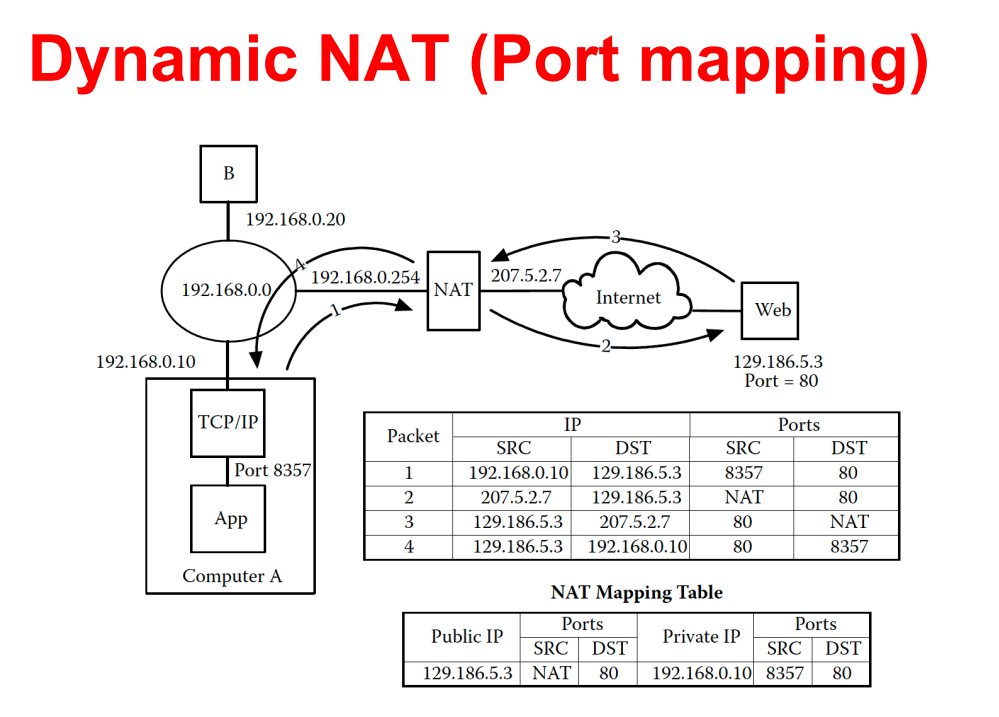 Dynamic NAT (Port mapping)
B
192.168.0.20
192.168.0.0
4
192.168.0.254
1
NAT
207.5.2.7
3
Internet
2
Web
129.186.5.3
Port = 80
192.168.0.10
TCP/IP
Port 8357
App
Computer A
Packet IP Ports
SRC DST SRC DST
1 192.168.0.10 129.186.5.3 8357 80
2 207.5.2.7 129.186.5.3 NAT 80
3 129.186.5.3 207.5.2.7 80 NAT
4 129.186.5.3 192.168.0.10 80 8357
NAT Mapping Table
Public IP Ports Private IP Ports
SRC DST SRC DST
129.186.5.3 NAT 80 192.168.0.10 8357 80